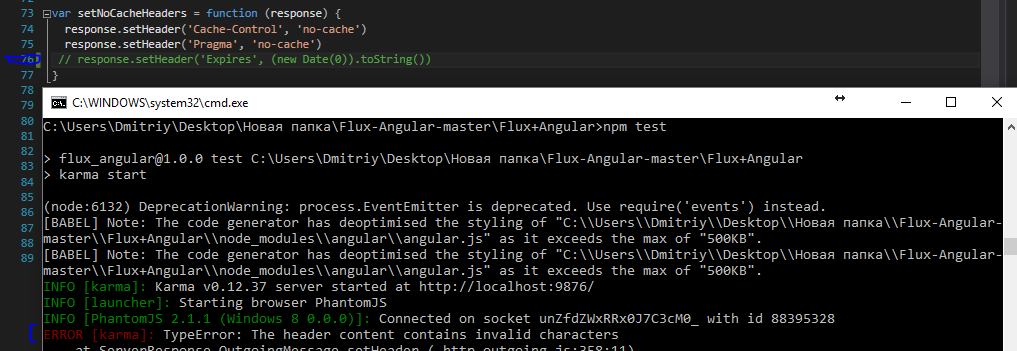 73 var setNoCacheHeaders = function (response) {
74 response.setHeader('Cache-Control', 'no-cache')
75 response.setHeader('Pragma', 'no-cache')
76 // response.setHeader('Expires', (new Date(0)).toString())
77 }
78
79
C:\WINDOWS\system32\cmd.exe
80
C:\Users\Dmitriy\Desktop\Новая папка\Flux-Angular-master\Flux+Angular>npm test
81
82
> flux_angular@1.0.0 test C:\Users\Dmitriy\Desktop\Новая папка\Flux-Angular-master\Flux+Angular
83
> karma start
84
85
(node:6132) DeprecationWarning: process.EventEmitter is deprecated. Use require('events') instead.
86
[BABEL] Note: The code generator has deoptimised the styling of "C:\\Users\\Dmitriy\\Desktop\\Новая папка\\Flux-Angular-
87
master\\Flux+Angular\\node_modules\\angular\\angular.js" as it exceeds the max of "500KB".
88
[BABEL] Note: The code generator has deoptimised the styling of "C:\\Users\\Dmitriy\\Desktop\\Новая папка\\Flux-Angular-
89
master\\Flux+Angular\\node_modules\\angular\\angular.js" as it exceeds the max of "500KB".
INFO [karma]: Karma v0.12.37 server started at http://localhost:9876/
INFO [launcher]: Starting browser PhantomJS
INFO [PhantomJS 2.1.1 (Windows 8 0.0.0)]: Connected on socket unZfdZWxRRx0J7C3cM0_ with id 88395328
ERROR [karma]: TypeError: The header content contains invalid characters
at ServerResponse.OutgoingMessage.setHeader (_http_outgoing.js:358:11)